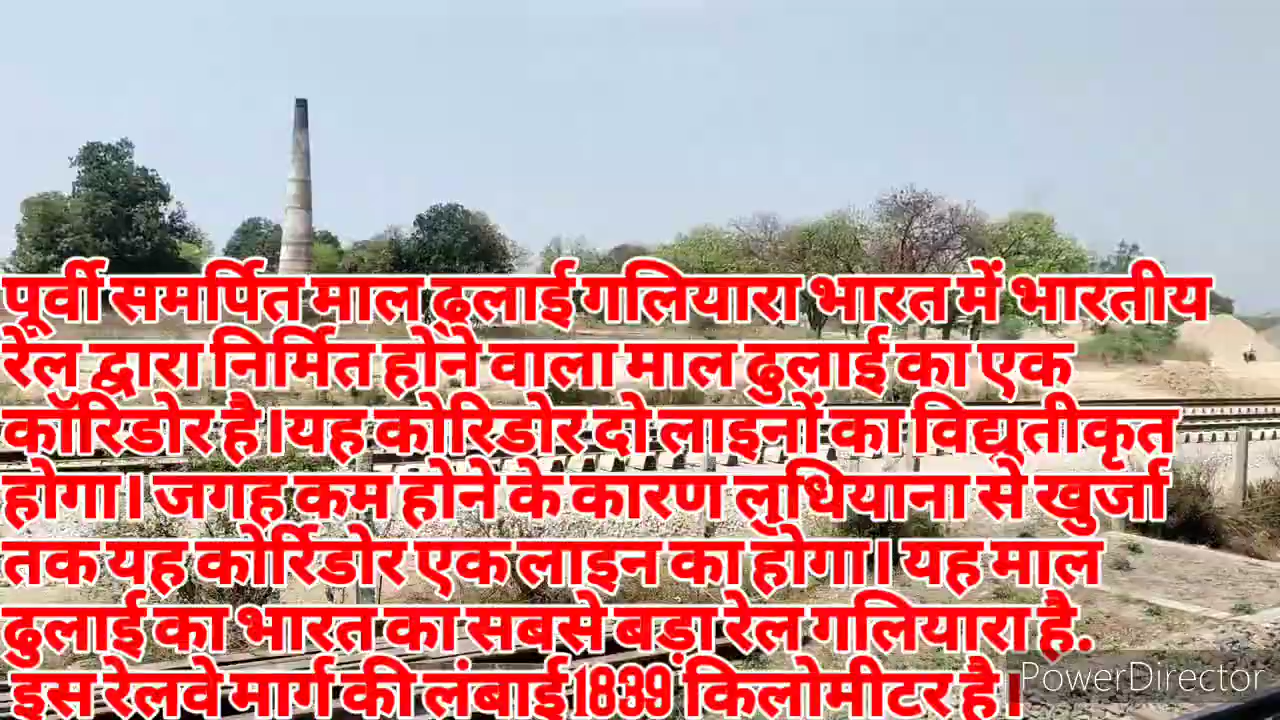 पूर्वी समर्पित माल ढुलाई गलियारा भारत में भारतीय
रेल द्वारा निर्मित होने वाला माल ढुलाई का एक
कॉरिडोर है।यह कोरिडोर दो लाइनों का विद्युतीकृत
होगा। जगह कम होने के कारण लुधियाना से खुर्जा
तक यह कोर्रिडोर एक लाइन का होगा। यह माल
ढुलाई का भारत का सबसे बड़ा रेल गलियारा है.
इस रेलवे मार्ग की लंबाई 1839 किलोमीटर है।
PowerDirector